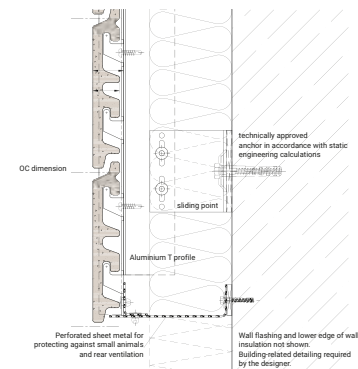 technically approved
anchor in accordance with static
engineering calculations
OC dimension
sliding point
Aluminium T profile
Perforated sheet metal for
protecting against small animals
and rear ventilation
Wall flashing and lower edge of wall
insulation not shown.
Building-related detailing required
by the designer.